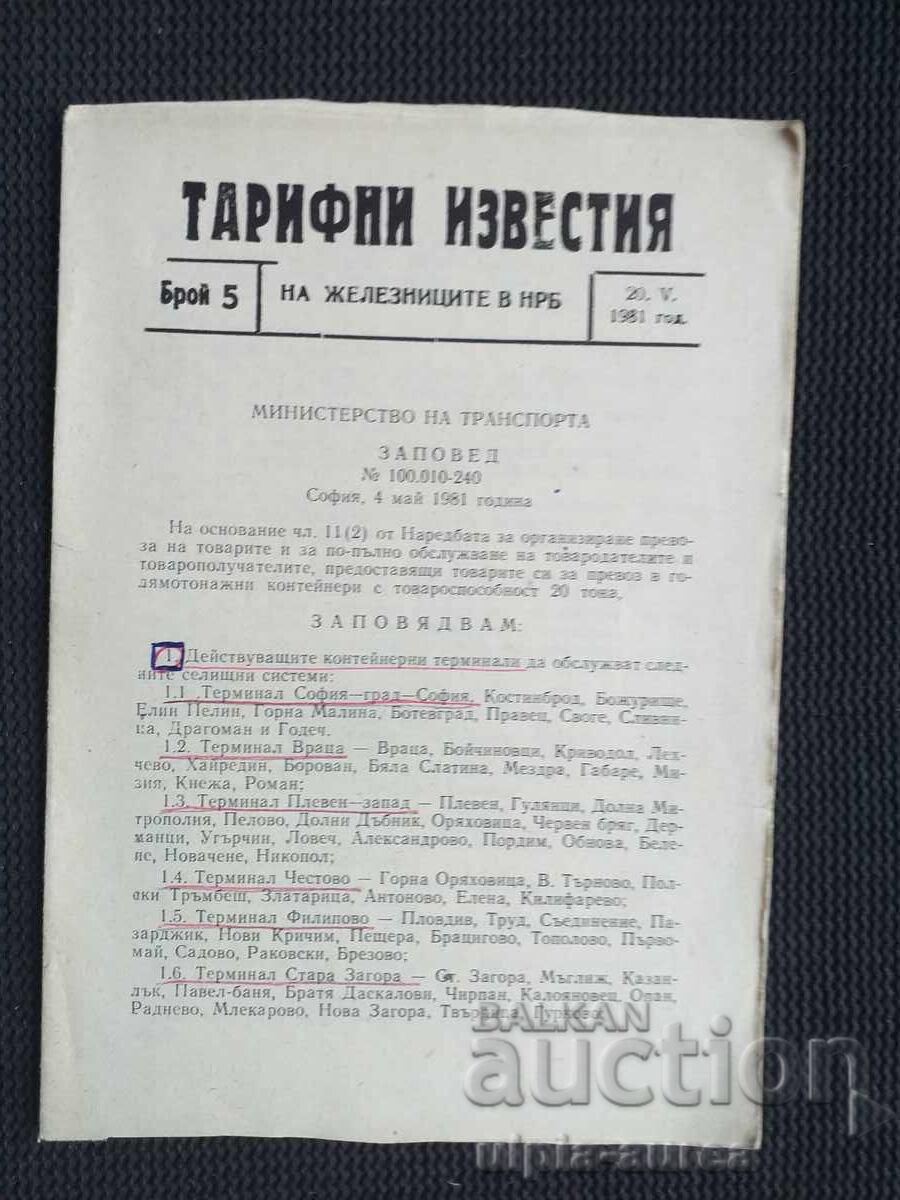 ТАРИФНИ ИЗВЕСТИЯ
Брой 5
НА ЖЕЛЕЗНИЦИТЕ В НРБ
20. V.
1981 год.
МИНИСТЕРСТВО НА ТРАНСПОРТА
ЗАПОВЕД
№ 100.010-240
София, 4 май 1981 година
На основание чл. 11(2) от Наредбата за организиране прево-
за на товарите и за по-пълно обслужване на товародателите и
товарополучателите, предоставящи товарите си за превоз в го-
лямотонажни контейнери с товароспособност 20 тона,
ЗАПОВЯДВАМ:
1. Действуващите контейнерни терминали да обслужват след-
ните селищни системи:
1.1 Терминал София—град—София, Костинброд, Божурище,
Елин Пелин, Горна Малина, Ботевград, Правец, Своге, Сливни-
ца, Драгоман и Годеч.
1.2. Терминал Враца — Враца, Бойчиновци, Криводол, Лех-
чево, Хайредин, Борован, Бяла Слатина, Мездра, Габаре, Ми-
зия, Кнежа, Роман;
1.3. Терминал Плевен—запад — Плевен, Гулянци, Долна Ми-
трополия, Пелово, Долни Дъбник, Оряховица, Червен бряг, Дер-
манци, Угърчин, Ловеч, Александрово, Пордим, Обнова, Беле-
не, Новачене, Никопол;
1.4. Терминал Честово — Горна Оряховица, В. Търново, Пол-
ски Тръмбеш, Златарица, Антоново, Елена, Килифарево;
1.5. Терминал Филипово — Пловдив, Труд, Съединение, Па-
зарджик, Нови Кричим, Пещера, Брацигово, Тополово, Първо-
май, Садово, Раковски, Брезово;
1.6. Терминал Стара Загора — Ст. Загора, Мъглиж, Казан-
лък, Павел-баня, Братя Даскалови, Чирпан, Калояновец, Опан,
Раднево, Млекарово, Нова Загора, Твърдица, Гурково;
BALKAN
auction
ulpia-aurea